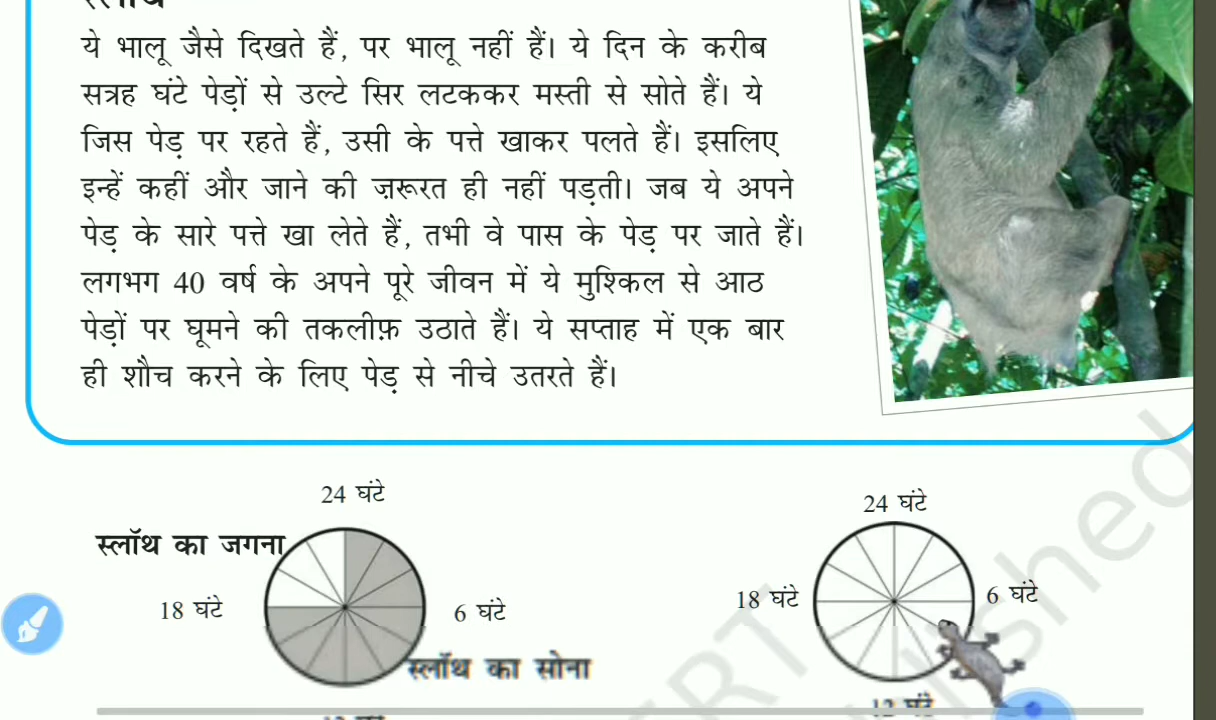 ये भालू जैसे दिखते हैं, पर भालू नहीं हैं। ये दिन के करीब
सत्रह घंटे पेड़ों से उल्टे सिर लटककर मस्ती से सोते हैं। ये
जिस पेड़ पर रहते हैं, उसी के पत्ते खाकर पलते हैं। इसलिए
इन्हें कहीं और जाने की ज़रूरत ही नहीं पड़ती। जब ये अपने
पेड़ के सारे पत्ते खा लेते हैं, तभी वे पास के पेड़ पर जाते हैं।
लगभग 40 वर्ष के अपने पूरे जीवन में ये मुश्किल से आठ
पेड़ों पर घूमने की तकलीफ़ उठाते हैं। ये सप्ताह में एक बार
ही शौच करने के लिए पेड़ से नीचे उतरते हैं।
24 घंटे
स्लॉथ का जगना
18 घंटे
6 घंटे
स्लॉथ का सोना
24 घंटे
18 घंटे
6 घंटे
12 घंटे